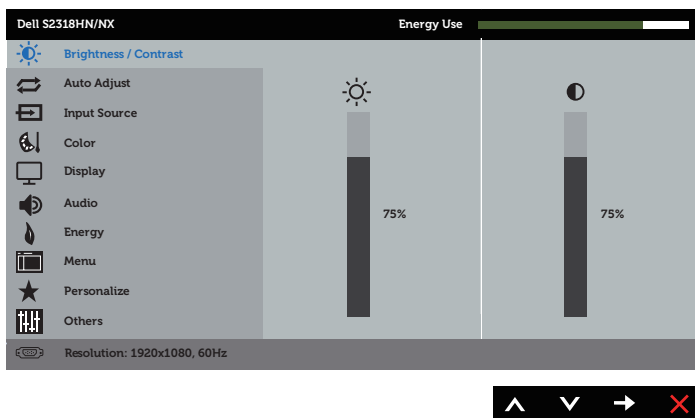 Dell S2318HN/NX Energy Use
Brightness / Contrast
Auto Adjust
Input Source
Color
Display
Audio
Energy
Menu
Personalize
Others
75%
75%
Resolution: 1920x1080, 60Hz